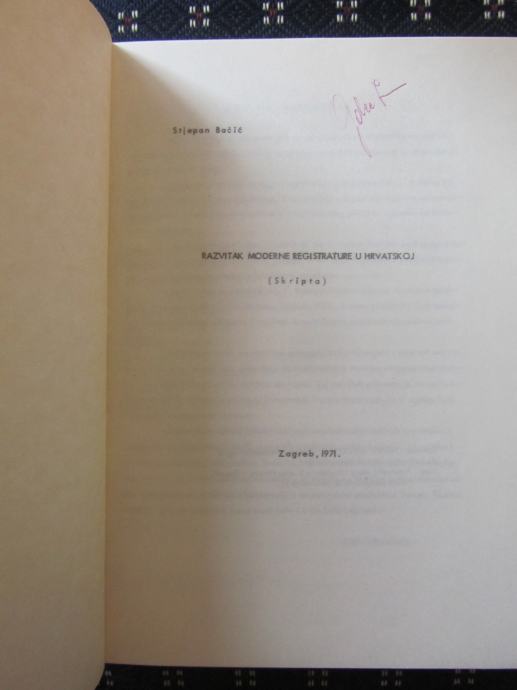 Stjepan Bačić
RAZVITAK MODERNE REGISTRATURE U HRVATSKOJ
(Skripta)
Zagreb, 1971.